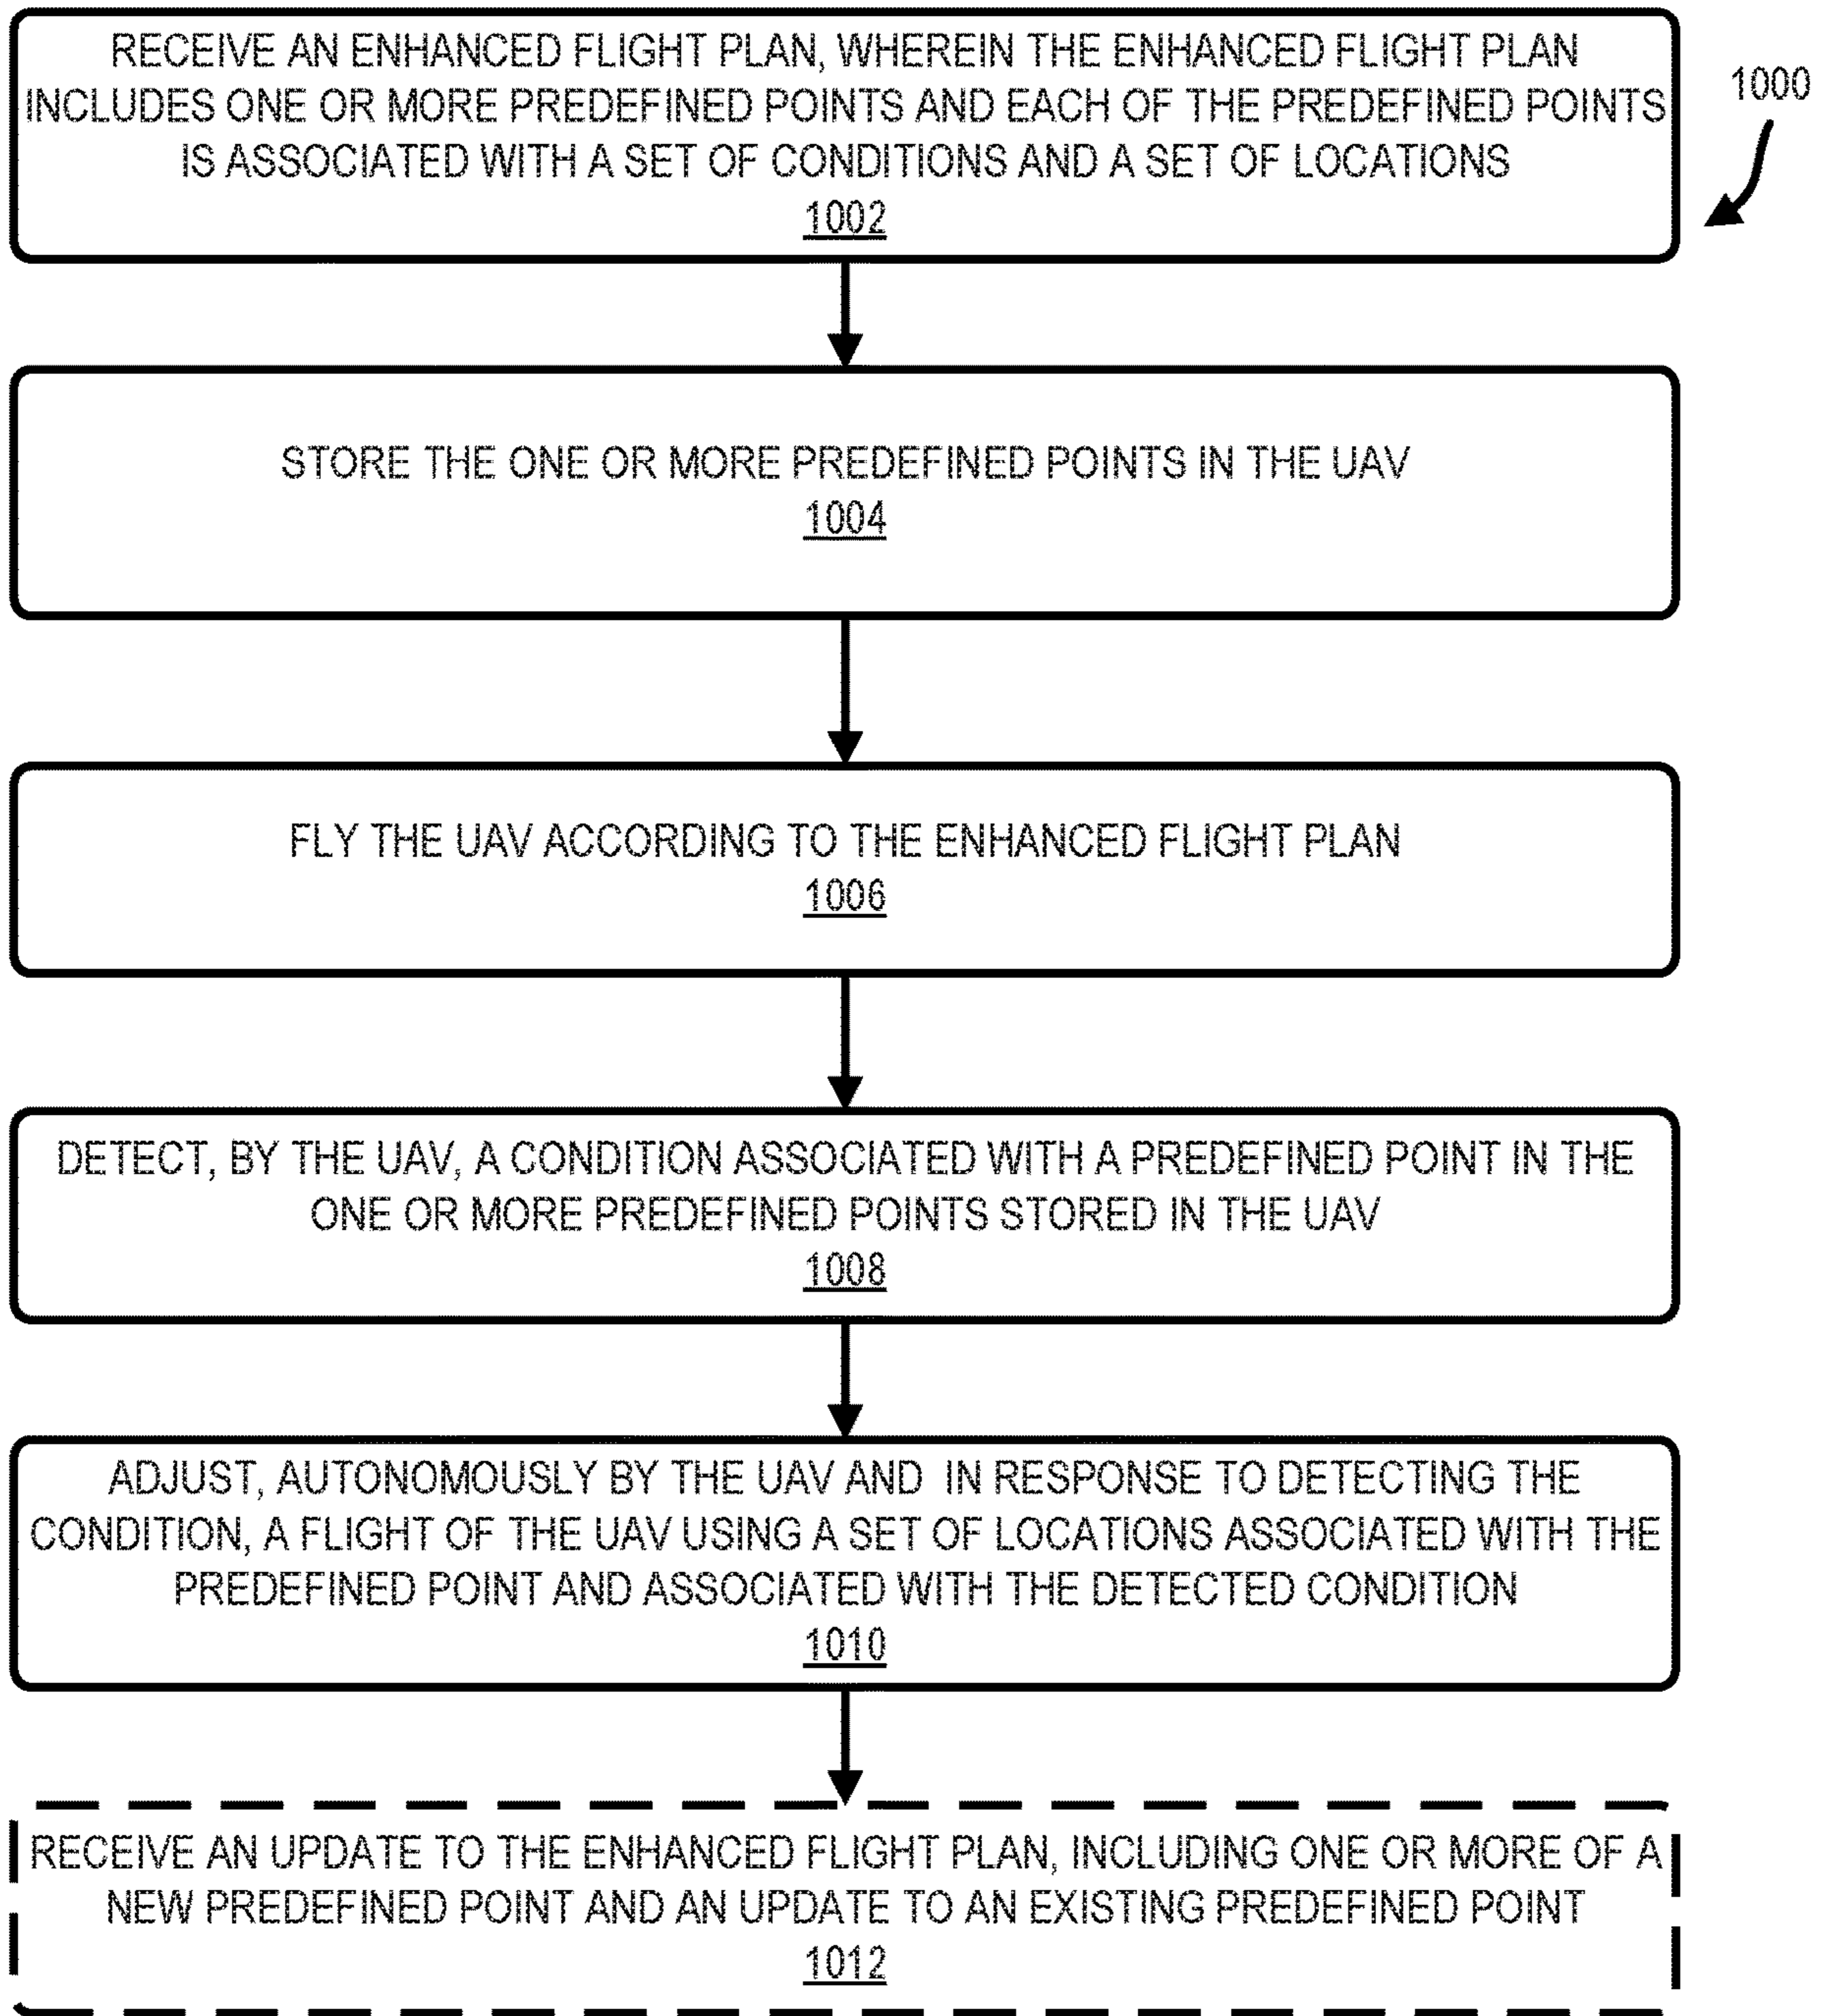 RECEIVE AN ENHANCED FLIGHT PLAN, WHEREIN THE ENHANCED FLIGHT PLAN
INCLUDES ONE OR MORE PREDEFINED POINTS AND EACH OF THE PREDEFINED POINTS
IS ASSOCIATED WITH A SET OF CONDITIONS AND A SET OF LOCATIONS
1002
1000
STORE THE ONE OR MORE PREDEFINED POINTS IN THE UAV
1004
FLY THE UAV ACCORDING TO THE ENHANCED FLIGHT PLAN
1006
DETECT, BY THE UAV, A CONDITION ASSOCIATED WITH A PREDEFINED POINT IN THE
ONE OR MORE PREDEFINED POINTS STORED IN THE UAV
1008
ADJUST, AUTONOMOUSLY BY THE UAV AND IN RESPONSE TO DETECTING THE
CONDITION, A FLIGHT OF THE UAV USING A SET OF LOCATIONS ASSOCIATED WITH THE
PREDEFINED POINT AND ASSOCIATED WITH THE DETECTED CONDITION
1010
RECEIVE AN UPDATE TO THE ENHANCED FLIGHT PLAN, INCLUDING ONE OR MORE OF A
NEW PREDEFINED POINT AND AN UPDATE TO AN EXISTING PREDEFINED POINT
1012